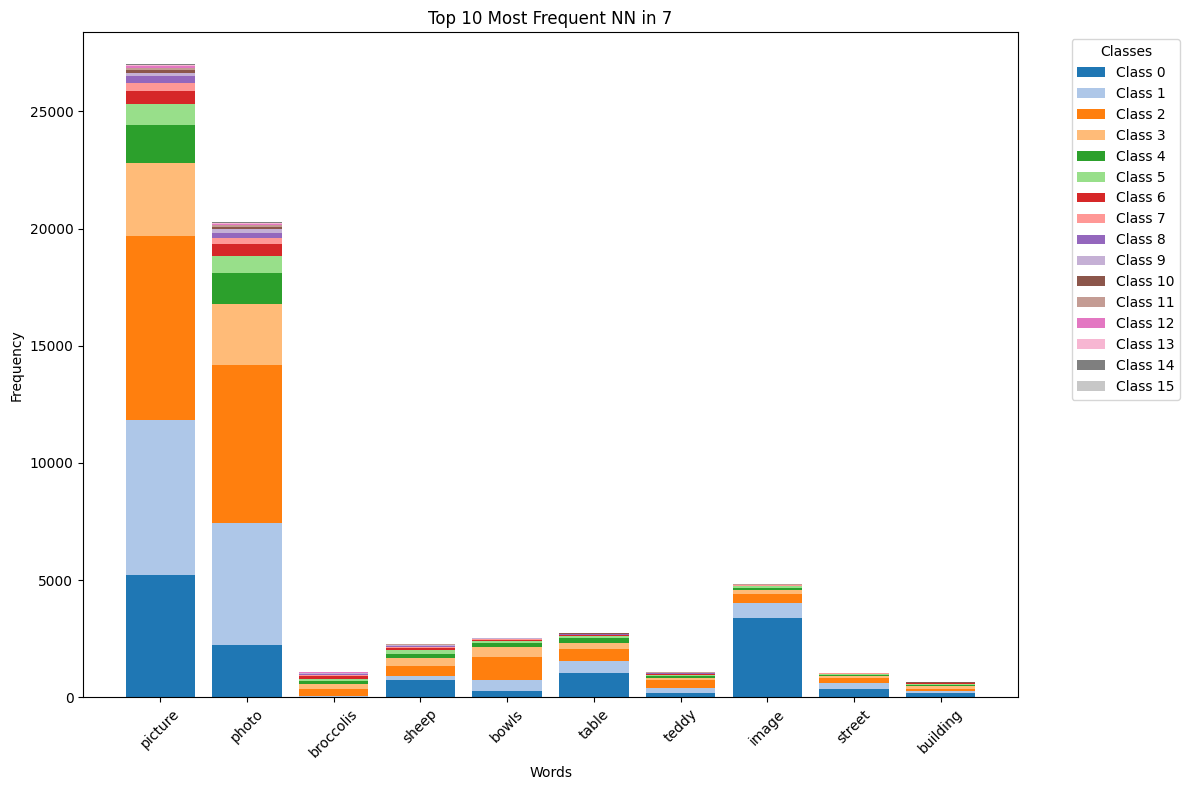 Top 10 Most Frequent NN in 7
Frequency
25000
20000
15000
10000
5000
0
picture
photo
broccolis
sheep
bowls
table
teddy
image
street
building
Words
Classes
Class 0
Class 1
Class 2
Class 3
Class 4
Class 5
Class 6
Class 7
Class 8
Class 9
Class 10
Class 11
Class 12
Class 13
Class 14
Class 15